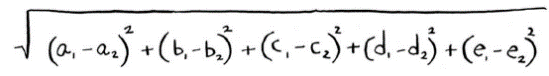 √((a₁-a₂)² + (b₁-b₂)² + (c₁-c₂)² + (d₁-d₂)² + (e₁-e₂)²)